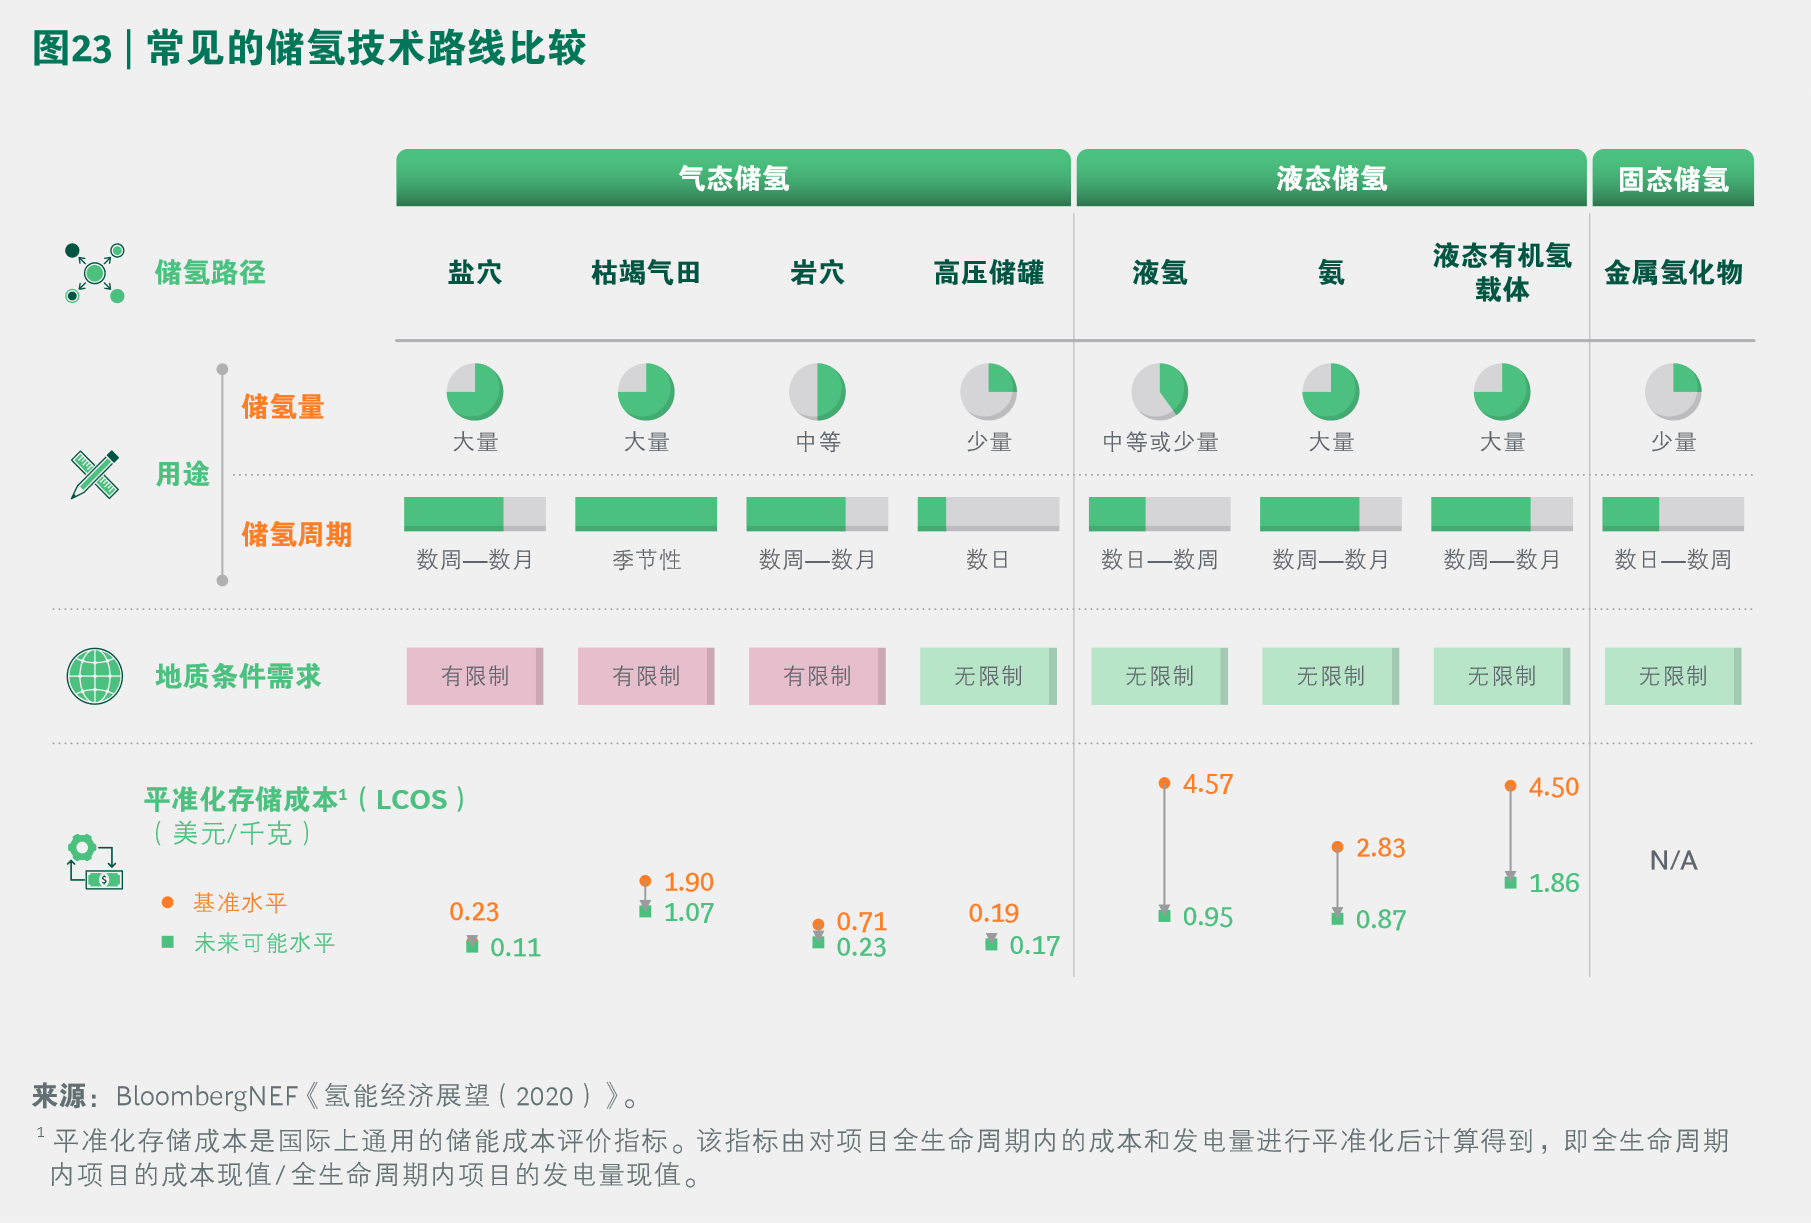 图23 | 常见的储氢技术路线比较
气态储氢 液态储氢 固态储氢
储氢路径 盐穴 枯竭气田 岩穴 高压储罐 液氢 氨 液态有机氢 金属氢化物
载体
用途
储氢量 大量 大量 中等 少量 中等或少量 大量 大量 少量
储氢周期 数周—数月 季节性 数周—数月 数日 数日—数周 数周—数月 数周—数月 数日—数周
地质条件需求 有限制 有限制 有限制 无限制 无限制 无限制 无限制 无限制
平准化存储成本¹（LCOS）
（美元/千克）
基准水平 0.23 1.90 0.71 0.19 4.57 2.83 4.50 N/A
未来可能水平 0.11 1.07 0.23 0.17 0.95 0.87 1.86
来源：BloombergNEF《氢能经济展望（2020）》。
¹ 平准化存储成本是国际上通用的储能成本评价指标。该指标由对项目全生命周期内的成本和发电量进行平准化后计算得到，即全生命周期
内项目的成本现值/全生命周期内项目的发电量现值。